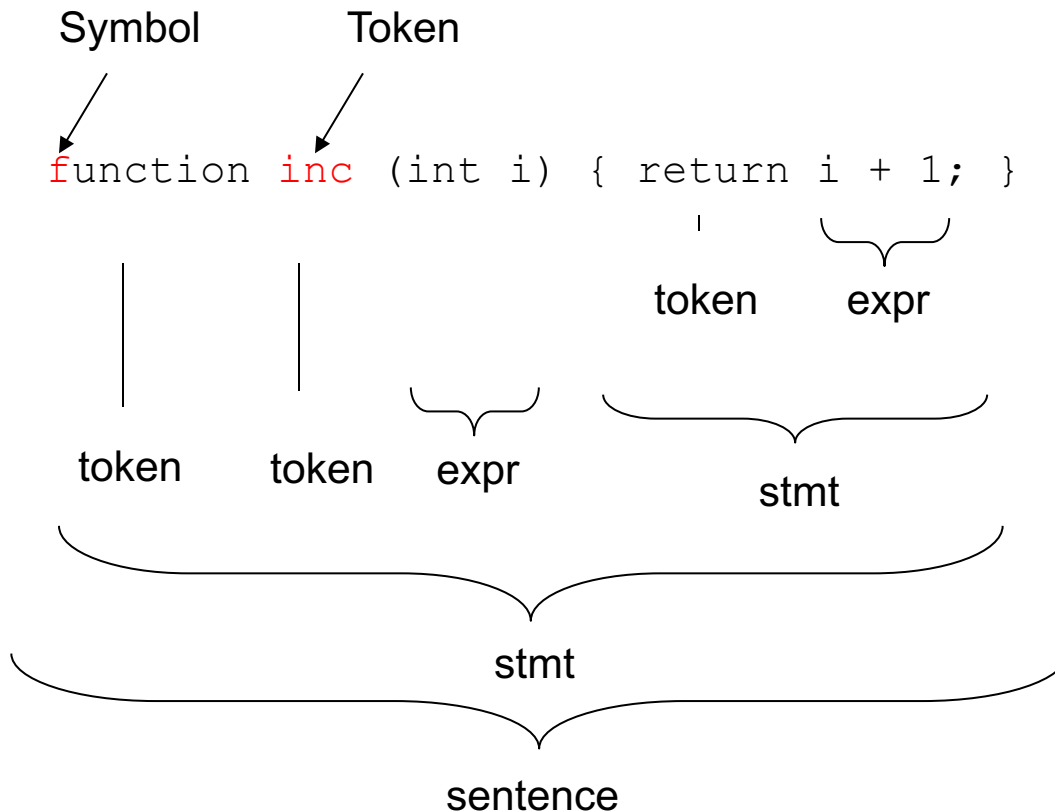 Symbol Token
function inc (int i) { return i + 1; }
token expr
token token expr
stmt
stmt
sentence